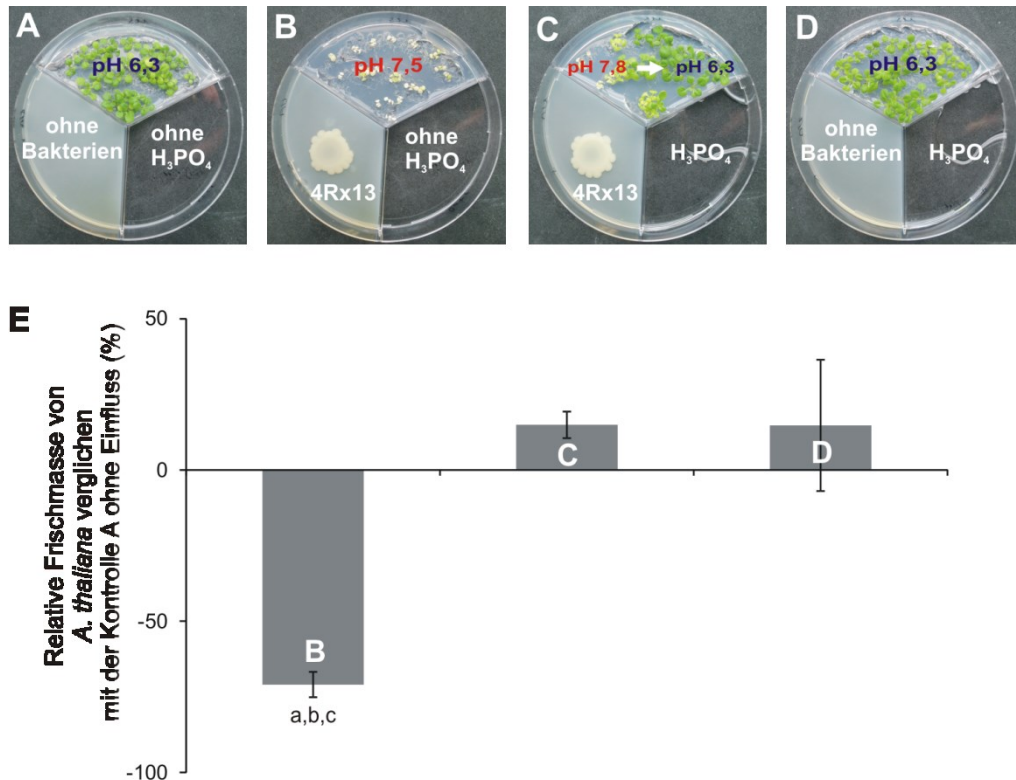 A
pH 6,3
ohne
Bakterien
ohne
H₃PO₄
B
pH 7,5
4Rx13
ohne
H₃PO₄
C
pH 7,8
pH 6,3
4Rx13
H₃PO₄
D
pH 6,3
ohne
Bakterien
H₃PO₄
E
Relative Frischmasse von
A. thaliana verglichen
mit der Kontrolle A ohne Einfluss (%)
50
0
-50
-100
B
a,b,c
C
D